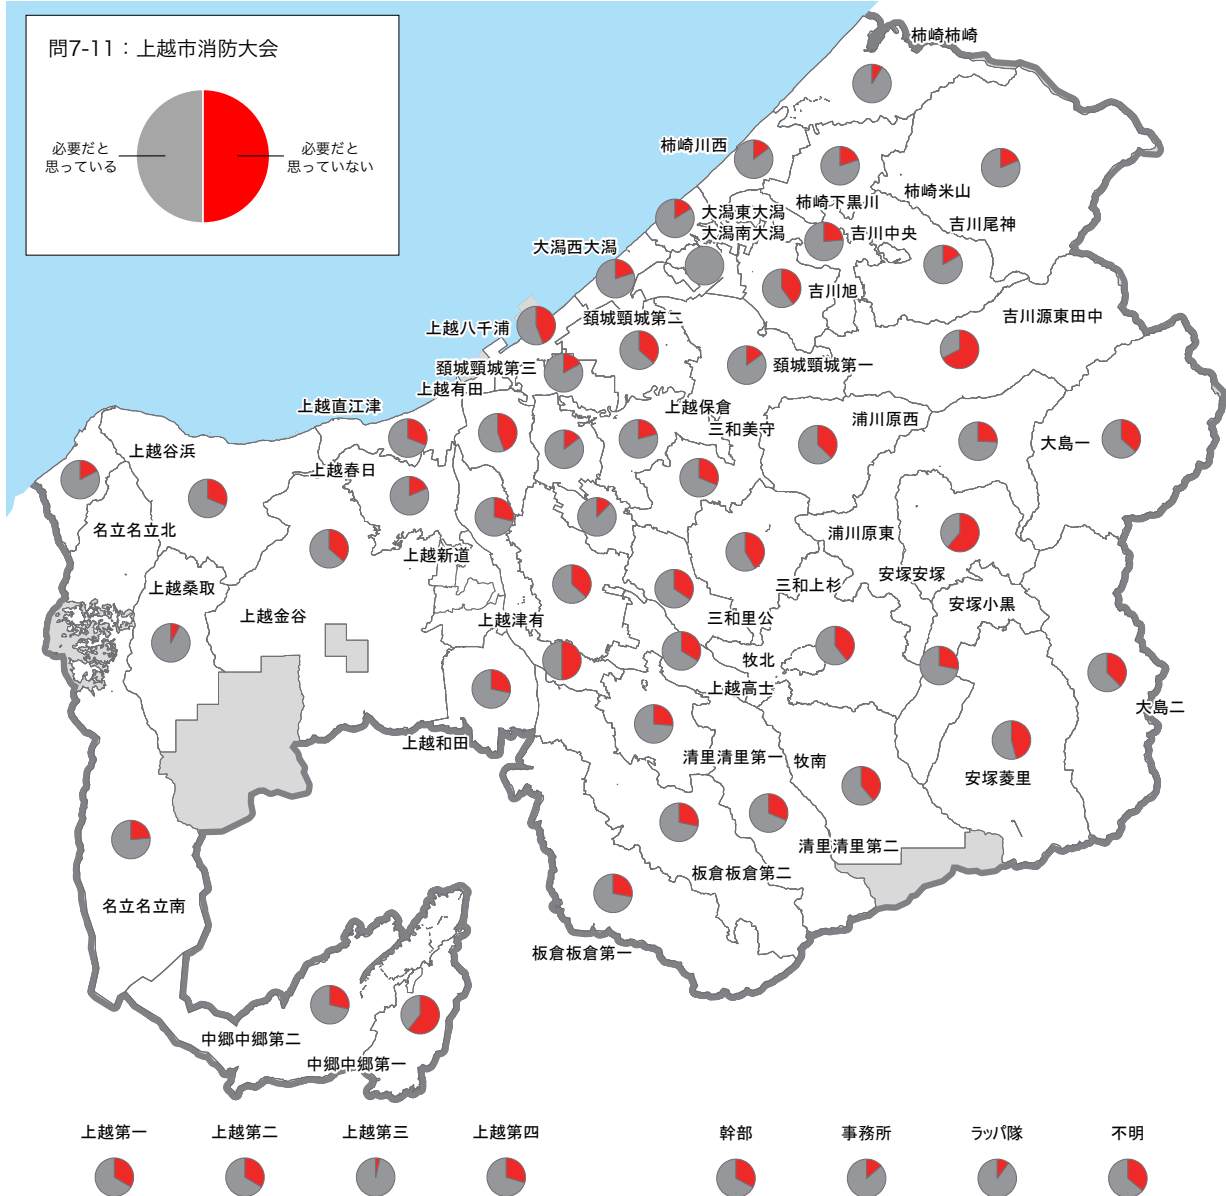 問7-11：上越市消防大会
必要だと
思っている
必要だと
思っていない
柿崎柿崎
柿崎川西
柿崎米山
柿崎下黒川
大潟東大潟
大潟南大潟
吉川中央
吉川尾神
大潟西大潟
吉川旭
吉川源東田中
上越八千浦
頚城頸城第二
頚城頸城第三
頚城頸城第一
上越有田
上越直江津
上越保倉
三和美守
浦川原西
大島一
上越谷浜
上越春日
名立名立北
上越新道
浦川原東
安塚安塚
上越桑取
三和上杉
安塚小黒
上越金谷
上越津有
三和里公
牧北
上越高士
大島二
上越和田
清里清里第一
牧南
安塚菱里
清里清里第二
板倉板倉第二
名立名立南
板倉板倉第一
中郷中郷第二
中郷中郷第一
上越第一
上越第二
上越第三
上越第四
幹部
事務所
ラッパ隊
不明